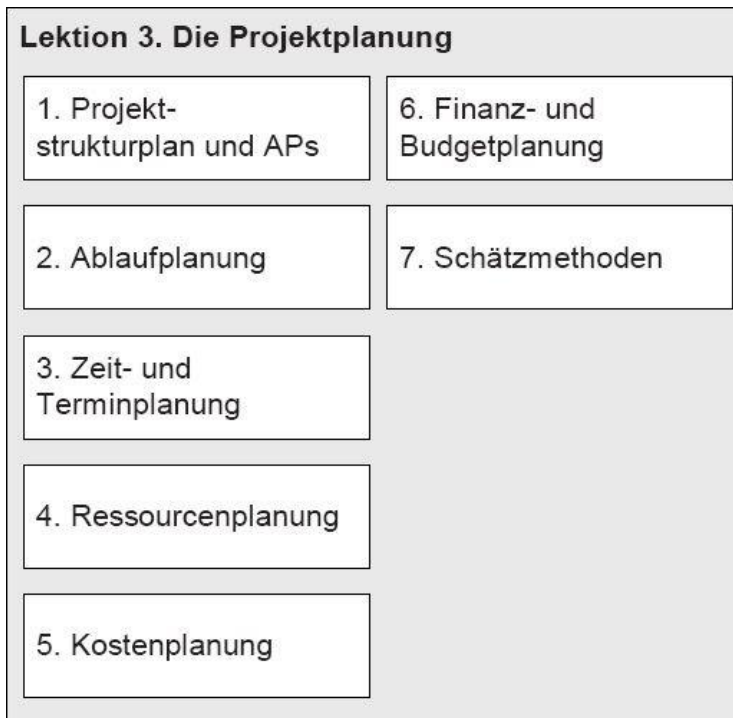 Lektion 3. Die Projektplanung
1. Projekt-
strukturplan und APs
2. Ablaufplanung
3. Zeit- und
Terminplanung
4. Ressourcenplanung
5. Kostenplanung
6. Finanz- und
Budgetplanung
7. Schätzmethoden